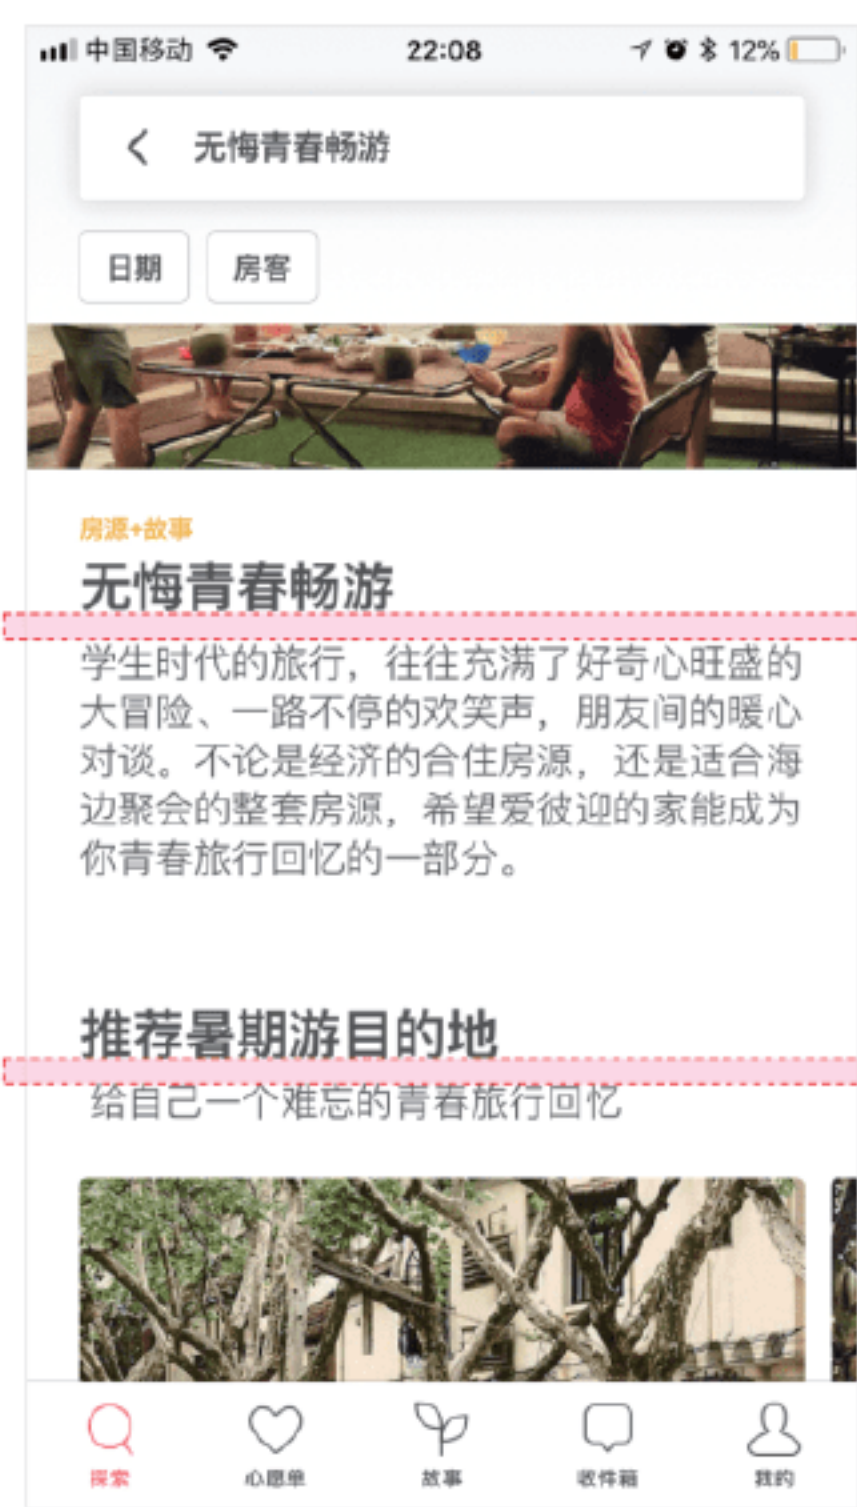 中国移动 22:08 12%
无悔青春畅游
日期 房客
房源+故事
无悔青春畅游
学生时代的旅行，往往充满了好奇心旺盛的
大冒险、一路不停的欢笑声，朋友间的暖心
对谈。不论是经济的合住房源，还是适合海
边聚会的整套房源，希望爱彼迎的家能成为
你青春旅行回忆的一部分。
推荐暑期游目的地
给自己一个难忘的青春旅行回忆
探索 心愿单 故事 收件箱 我的